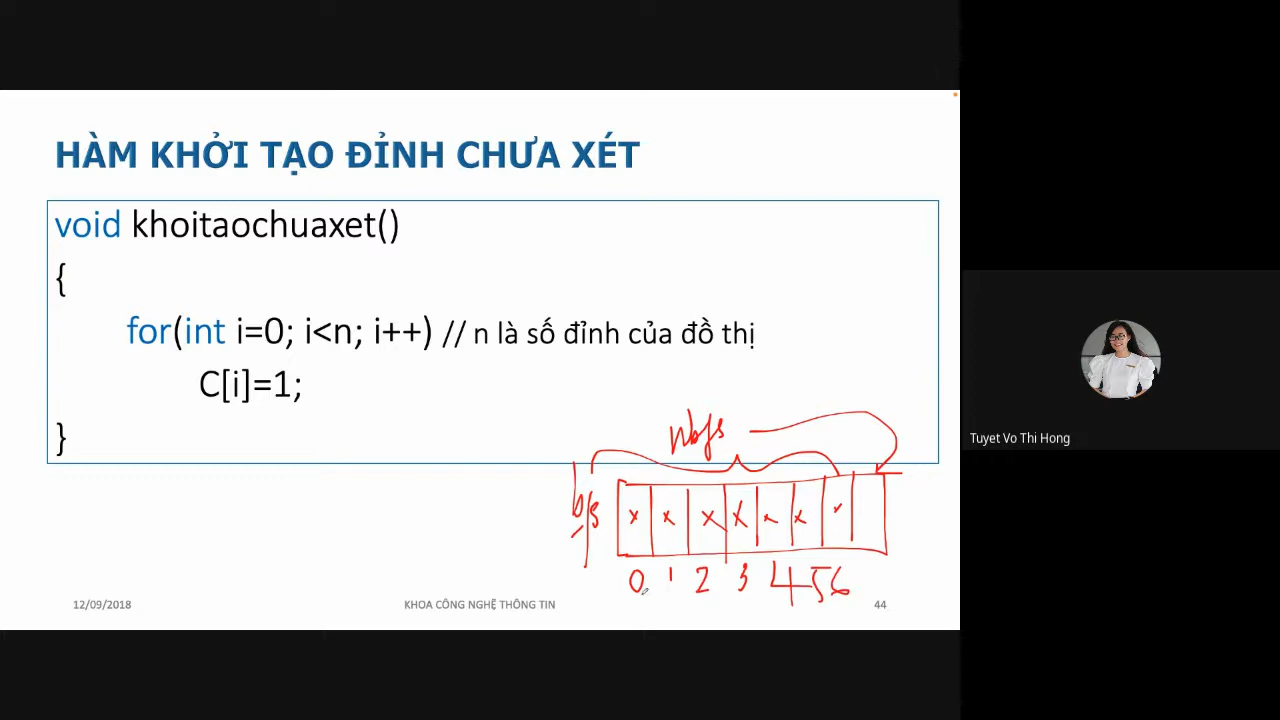 HÀM KHỞI TẠO ĐỈNH CHƯA XÉT
void khoitaochuaxet()
{
for(int i=0; i<n; i++) // n là số đỉnh của đồ thị
C[i]=1;
}
nbfs
bfs
x x x x x x x
0 1 2 3 4 5 6
12/09/2018 KHOA CÔNG NGHỆ THÔNG TIN 44
Tuyet Vo Thi Hong